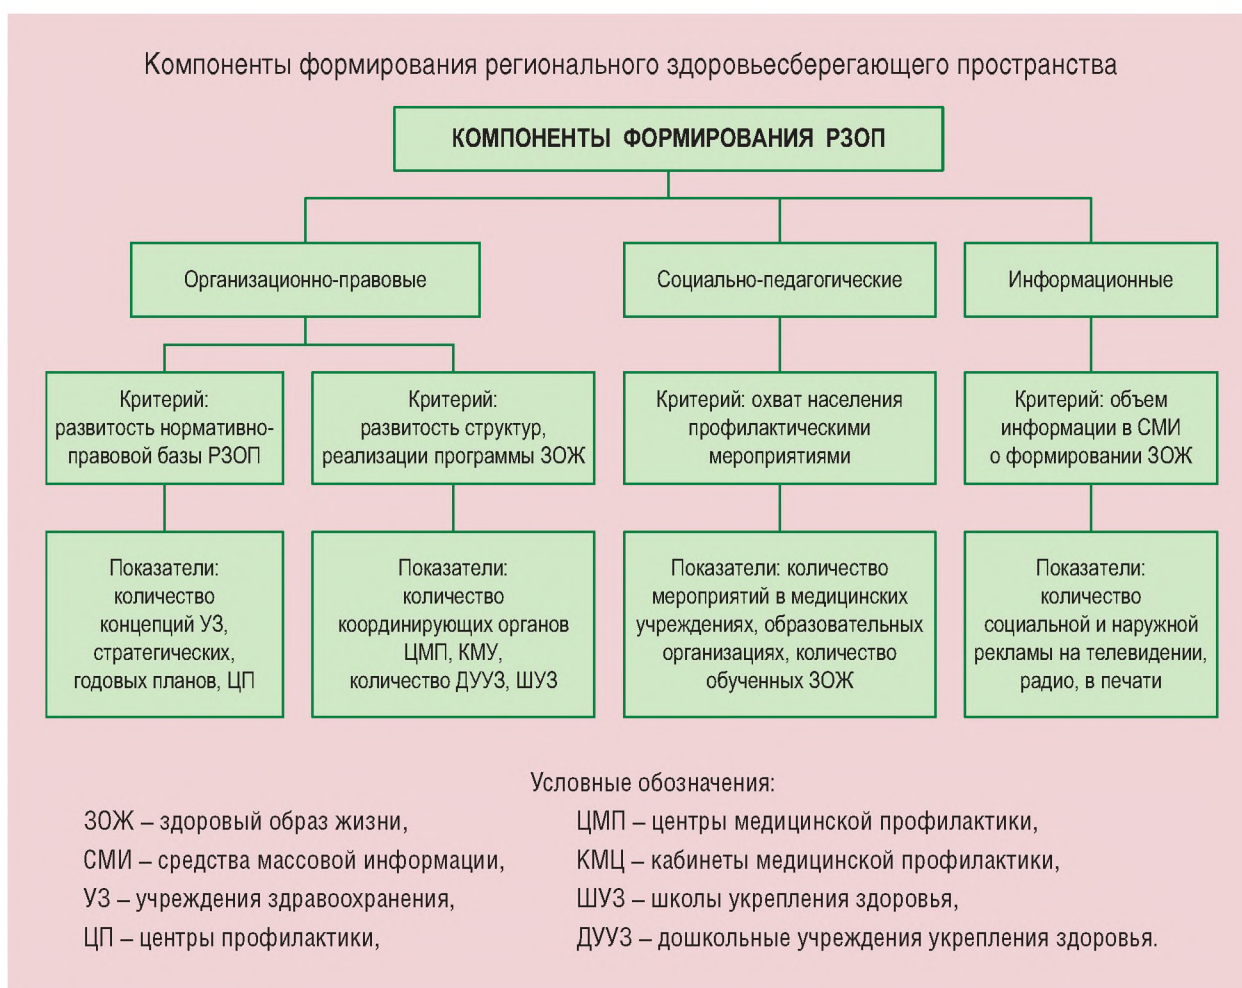 Компоненты формирования регионального здоровьесберегающего пространства
КОМПОНЕНТЫ ФОРМИРОВАНИЯ РЗОП
Организационно-правовые
Социально-педагогические
Информационные
Критерий:
развитость нормативно-
правовой базы РЗОП
Критерий:
развитость структур,
реализации программы ЗОЖ
Критерий: охват населения
профилактическими
мероприятиями
Критерий: объем
информации в СМИ
о формировании ЗОЖ
Показатели:
количество
концепций УЗ,
стратегических,
годовых планов, ЦП
Показатели:
количество
координирующих органов
ЦМП, КМУ,
количество ДУУЗ, ШУЗ
Показатели: количество
мероприятий в медицинских
учреждениях, образовательных
организациях, количество
обученных ЗОЖ
Показатели:
количество
социальной и наружной
рекламы на телевидении,
радио, в печати
Условные обозначения:
ЗОЖ – здоровый образ жизни,
СМИ – средства массовой информации,
УЗ – учреждения здравоохранения,
ЦП – центры профилактики,
ЦМП – центры медицинской профилактики,
КМЦ – кабинеты медицинской профилактики,
ШУЗ – школы укрепления здоровья,
ДУУЗ – дошкольные учреждения укрепления здоровья.